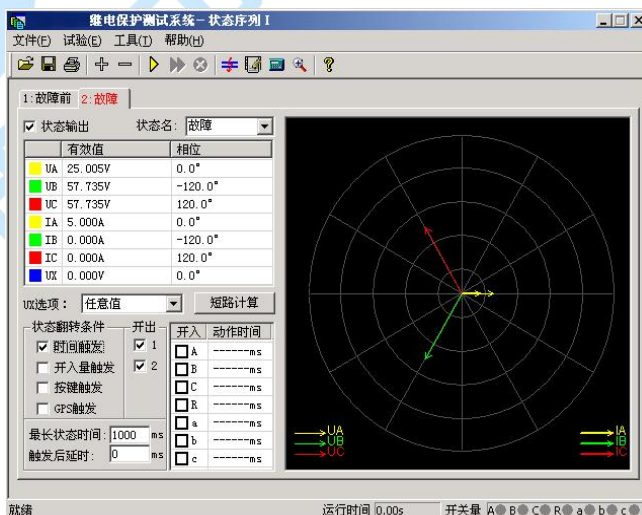 继电保护测试系统-状态序列 I
文件(F) 试验(E) 工具(T) 帮助(H)
1:故障前 2:故障
状态输出 状态名: 故障
有效值 相位
UA 25.005V 0.0°
UB 57.735V -120.0°
UC 57.735V 120.0°
IA 5.000A 0.0°
IB 0.000A -120.0°
IC 0.000A 120.0°
UX 0.000V 0.0°
UX选项: 任意值 短路计算
状态翻转条件 开出 开入 动作时间
时间触发 1 A ------ms
开入量触发 2 B ------ms
按键触发 C ------ms
GPS触发 R ------ms
最长状态时间: 1000 ms a ------ms
触发后延时: 0 ms b ------ms
c ------ms
UA IA
UB IB
UC IC
就绪 运行时间 0.00s 开关量 A B C R a b c